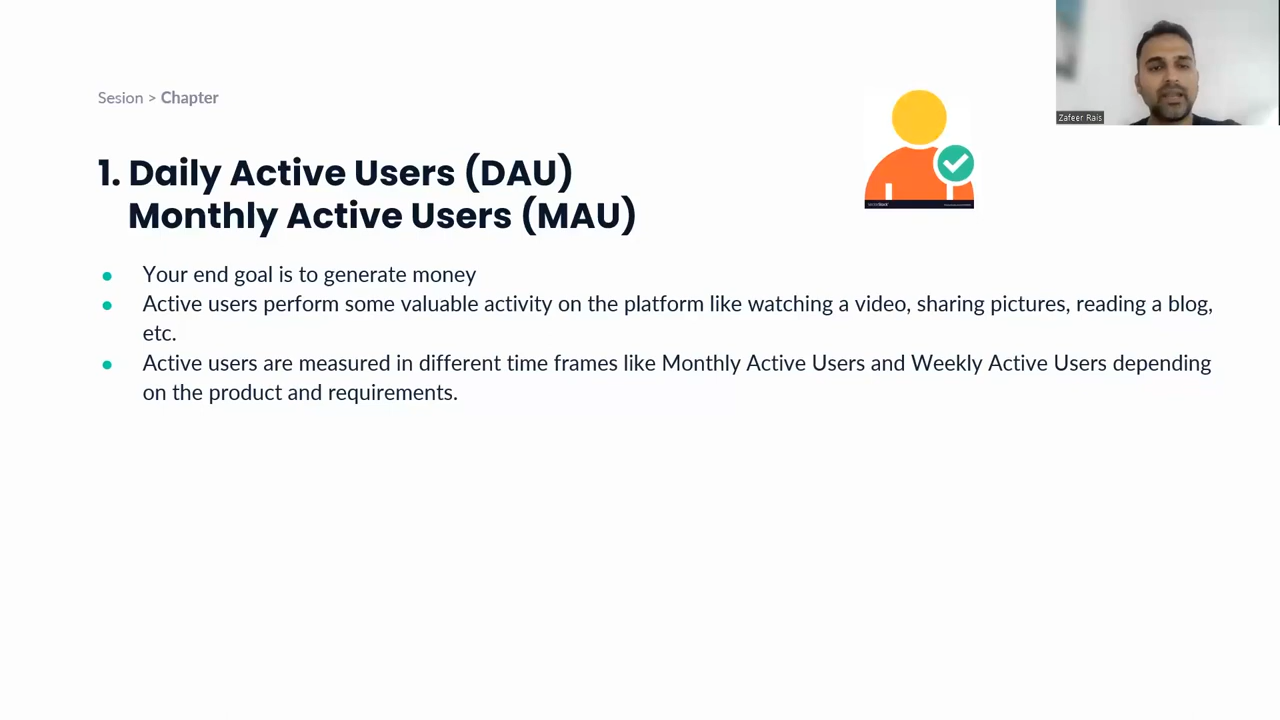 Sesion > Chapter
Zafeer Rais
1. Daily Active Users (DAU)
Monthly Active Users (MAU)
● Your end goal is to generate money
● Active users perform some valuable activity on the platform like watching a video, sharing pictures, reading a blog,
etc.
● Active users are measured in different time frames like Monthly Active Users and Weekly Active Users depending
on the product and requirements.